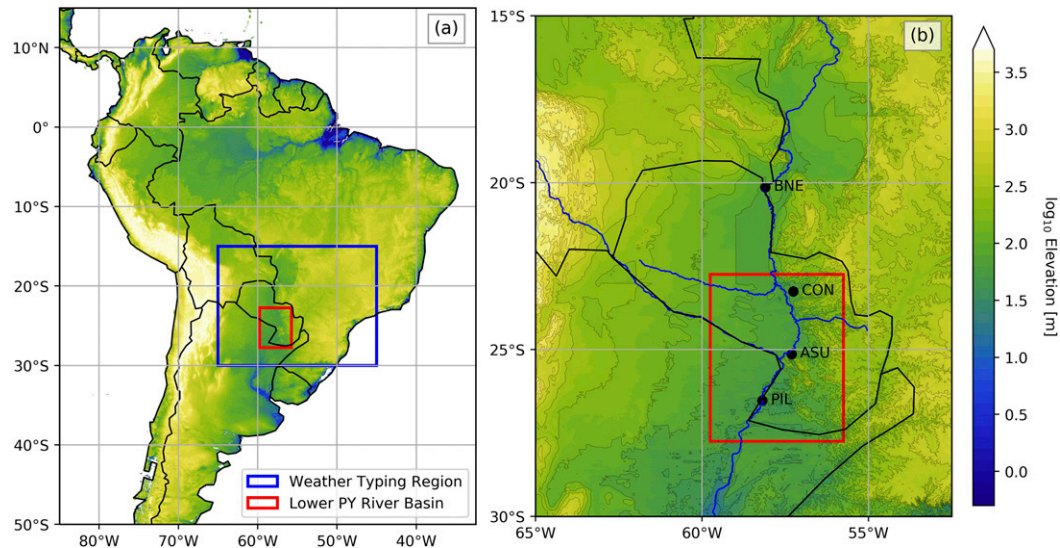 (a)
10°N
0°
10°S
20°S
30°S
40°S
50°S
80°W
70°W
60°W
50°W
40°W
Weather Typing Region
Lower PY River Basin
(b)
15°S
20°S
25°S
30°S
65°W
60°W
55°W
BNE
CON
ASU
PIL
3.5
3.0
2.5
2.0
1.5
1.0
0.5
0.0
log₁₀ Elevation [m]